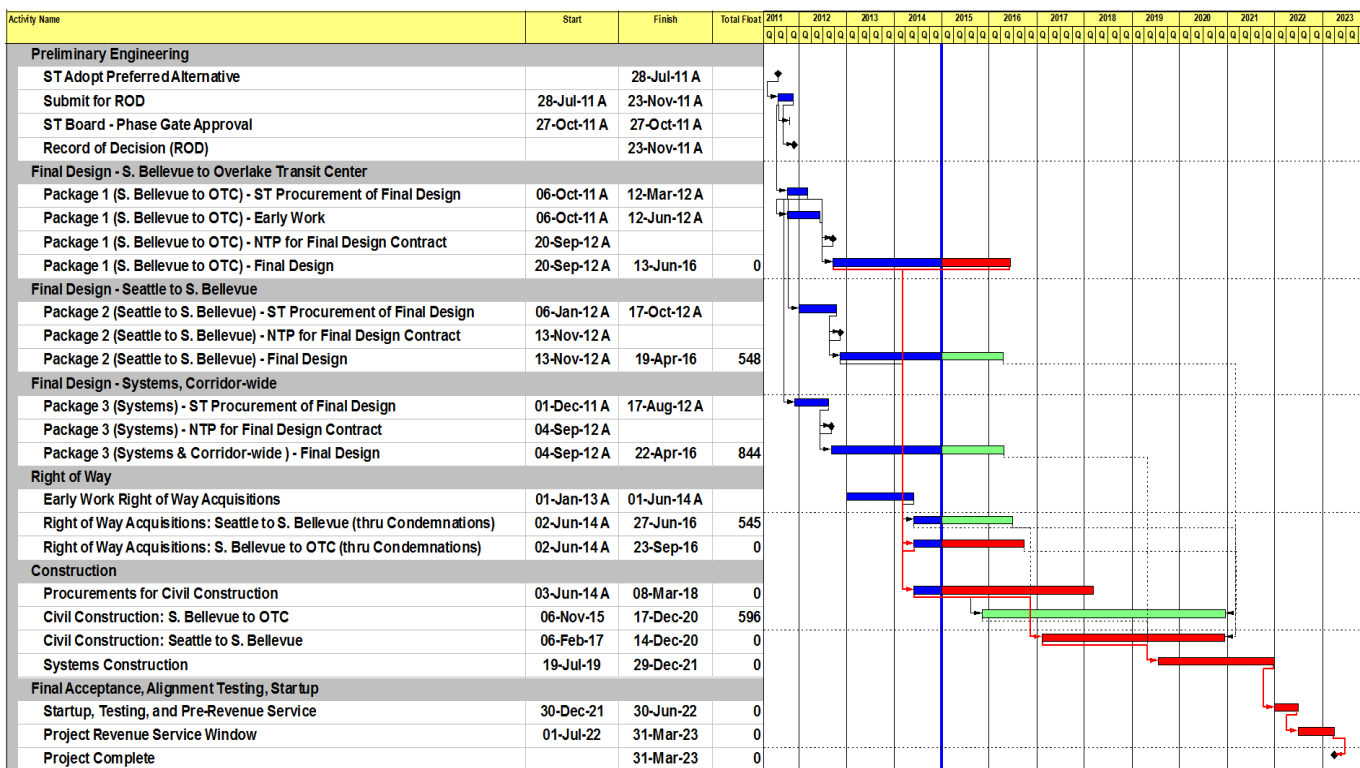 Activity Name Start Finish Total Float 2011 2012 2013 2014 2015 2016 2017 2018 2019 2020 2021 2022 2023
Q Q Q Q Q Q Q Q Q Q Q Q Q Q Q Q Q Q Q Q Q Q Q Q Q Q Q Q Q Q Q Q Q Q Q Q Q Q Q Q Q Q Q Q Q Q Q Q Q Q
Preliminary Engineering
ST Adopt Preferred Alternative 28-Jul-11 A
Submit for ROD 28-Jul-11 A 23-Nov-11 A
ST Board - Phase Gate Approval 27-Oct-11 A 27-Oct-11 A
Record of Decision (ROD) 23-Nov-11 A
Final Design - S. Bellevue to Overlake Transit Center
Package 1 (S. Bellevue to OTC) - ST Procurement of Final Design 06-Oct-11 A 12-Mar-12 A
Package 1 (S. Bellevue to OTC) - Early Work 06-Oct-11 A 12-Jun-12 A
Package 1 (S. Bellevue to OTC) - NTP for Final Design Contract 20-Sep-12 A
Package 1 (S. Bellevue to OTC) - Final Design 20-Sep-12 A 13-Jun-16 0
Final Design - Seattle to S. Bellevue
Package 2 (Seattle to S. Bellevue) - ST Procurement of Final Design 06-Jan-12 A 17-Oct-12 A
Package 2 (Seattle to S. Bellevue) - NTP for Final Design Contract 13-Nov-12 A
Package 2 (Seattle to S. Bellevue) - Final Design 13-Nov-12 A 19-Apr-16 548
Final Design - Systems, Corridor-wide
Package 3 (Systems) - ST Procurement of Final Design 01-Dec-11 A 17-Aug-12 A
Package 3 (Systems) - NTP for Final Design Contract 04-Sep-12 A
Package 3 (Systems & Corridor-wide ) - Final Design 04-Sep-12 A 22-Apr-16 844
Right of Way
Early Work Right of Way Acquisitions 01-Jan-13 A 01-Jun-14 A
Right of Way Acquisitions: Seattle to S. Bellevue (thru Condemnations) 02-Jun-14 A 27-Jun-16 545
Right of Way Acquisitions: S. Bellevue to OTC (thru Condemnations) 02-Jun-14 A 23-Sep-16 0
Construction
Procurements for Civil Construction 03-Jun-14 A 08-Mar-18 0
Civil Construction: S. Bellevue to OTC 06-Nov-15 17-Dec-20 596
Civil Construction: Seattle to S. Bellevue 06-Feb-17 14-Dec-20 0
Systems Construction 19-Jul-19 29-Dec-21 0
Final Acceptance, Alignment Testing, Startup
Startup, Testing, and Pre-Revenue Service 30-Dec-21 30-Jun-22 0
Project Revenue Service Window 01-Jul-22 31-Mar-23 0
Project Complete 31-Mar-23 0